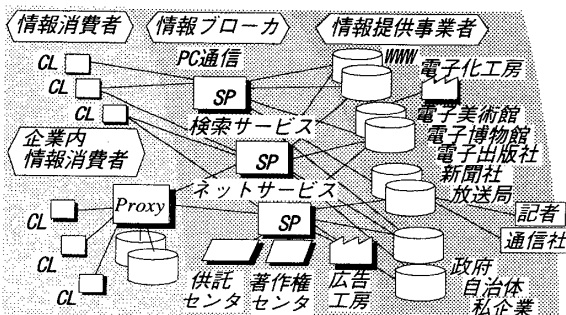 情報消費者
情報ブローカ
情報提供事業者
PC通信
WWW
CL
CL
CL
SP
電子化工房
検索サービス
電子美術館
電子博物館
電子出版社
企業内
情報消費者
SP
新聞社
放送局
ネットサービス
Proxy
SP
記者
通信社
CL
CL
CL
供託
センタ
著作権
センタ
広告
工房
政府
自治体
私企業